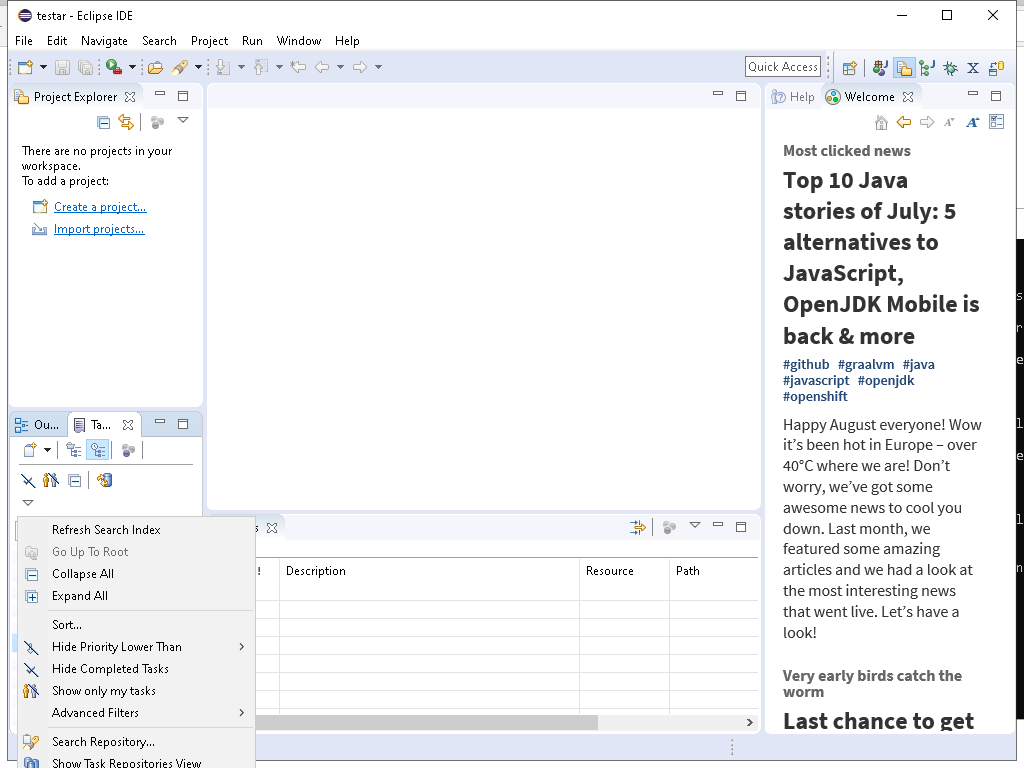 testar - Eclipse IDE
File Edit Navigate Search Project Run Window Help
Quick Access
Project Explorer
There are no projects in your
workspace.
To add a project:
Create a project...
Import projects...
Ou...
Ta...
Refresh Search Index
Go Up To Root
Collapse All
Expand All
Sort...
Hide Priority Lower Than
Hide Completed Tasks
Show only my tasks
Advanced Filters
Search Repository...
Show Task Repositories View
s
! Description Resource Path
Help Welcome
Most clicked news
Top 10 Java
stories of July: 5
alternatives to
JavaScript,
OpenJDK Mobile is
back & more
#github #graalvm #java
#javascript #openjdk
#openshift
Happy August everyone! Wow
it's been hot in Europe – over
40°C where we are! Don't
worry, we've got some
awesome news to cool you
down. Last month, we
featured some amazing
articles and we had a look at
the most interesting news
that went live. Let's have a
look!
Very early birds catch the
worm
Last chance to get